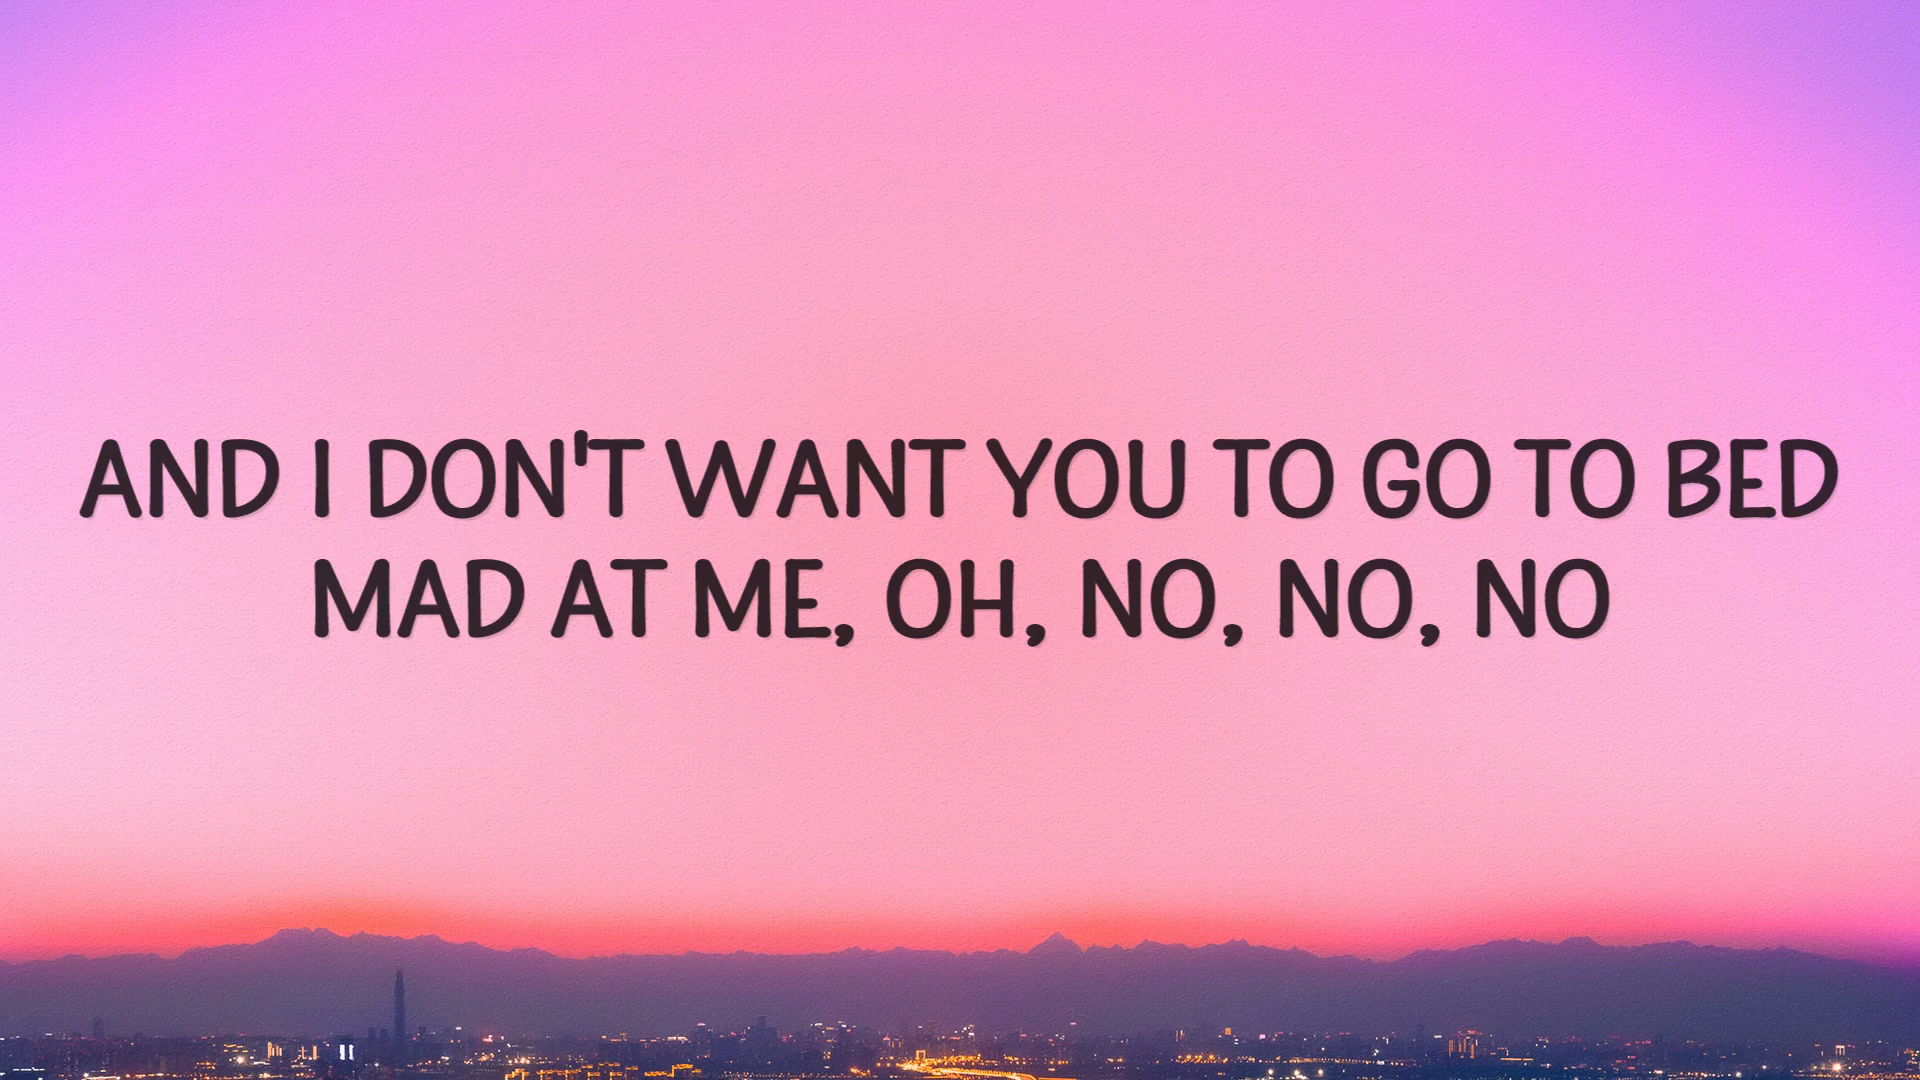 AND I DON'T WANT YOU TO GO TO BED
MAD AT ME, OH, NO, NO, NO